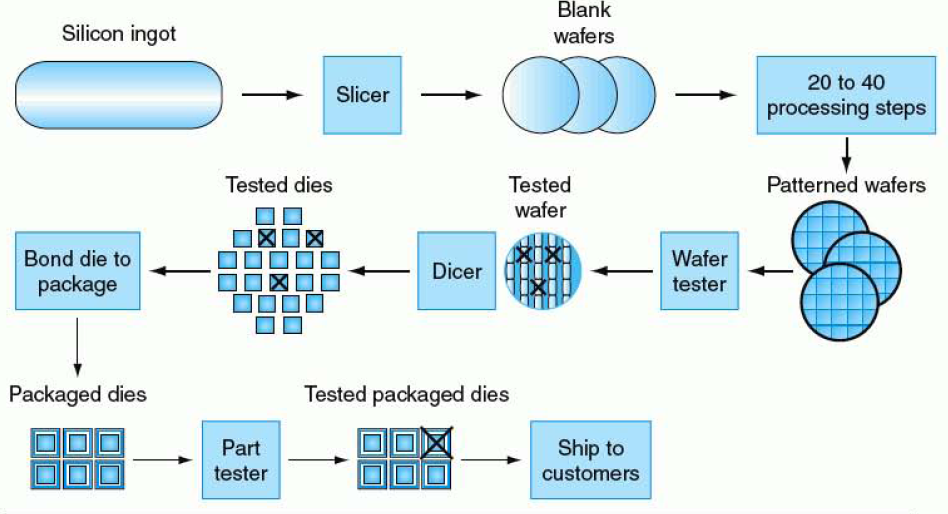 Silicon ingot
Slicer
Blank
wafers
20 to 40
processing steps
Patterned wafers
Wafer
tester
Tested
wafer
Dicer
Tested dies
Bond die to
package
Packaged dies
Part
tester
Tested packaged dies
Ship to
customers